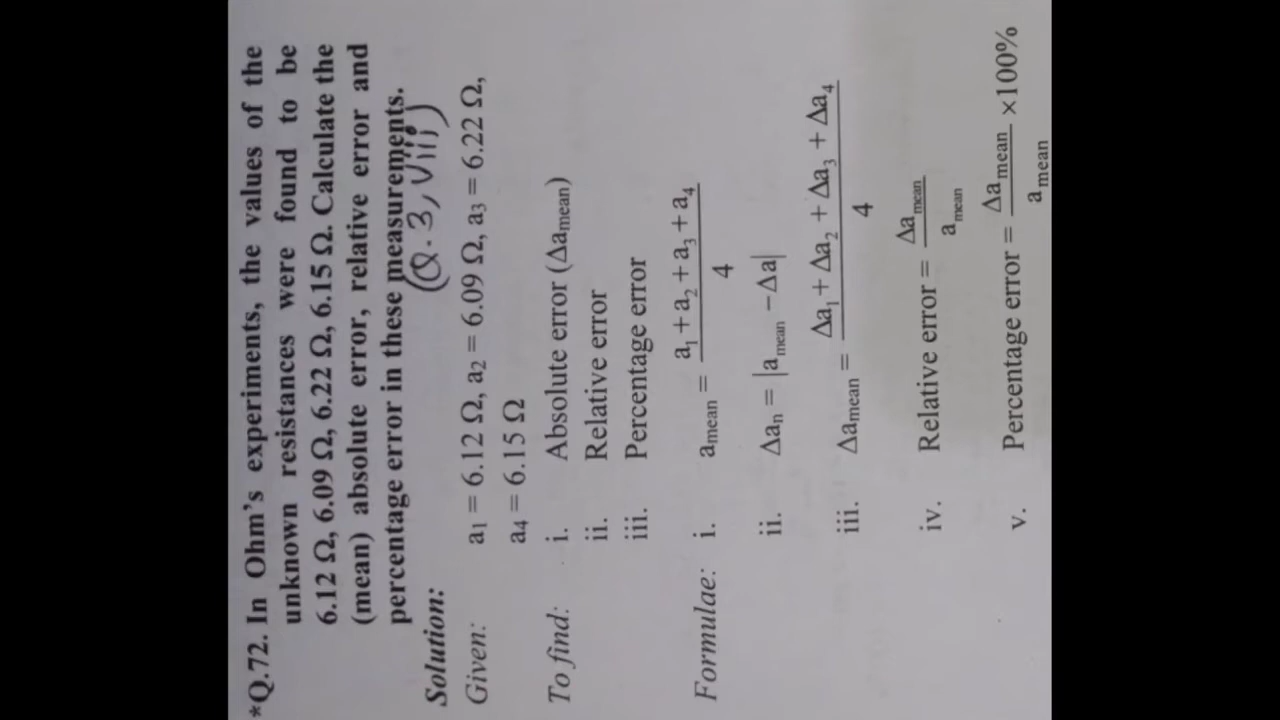 *Q.72. In Ohm's experiments, the values of the
unknown resistances were found to be
6.12 Ω, 6.09 Ω, 6.22 Ω, 6.15 Ω. Calculate the
(mean) absolute error, relative error and
percentage error in these measurements.
(Q.3, viii)
Solution:
Given: a₁ = 6.12 Ω, a₂ = 6.09 Ω, a₃ = 6.22 Ω,
a₄ = 6.15 Ω
To find: i. Absolute error (Δa_mean)
ii. Relative error
iii. Percentage error
Formulae: i. a_mean = (a₁ + a₂ + a₃ + a₄) / 4
ii. Δaₙ = |a_mean − Δa|
iii. Δa_mean = (Δa₁ + Δa₂ + Δa₃ + Δa₄) / 4
iv. Relative error = Δa_mean / a_mean
v. Percentage error = Δa_mean / a_mean ×100%